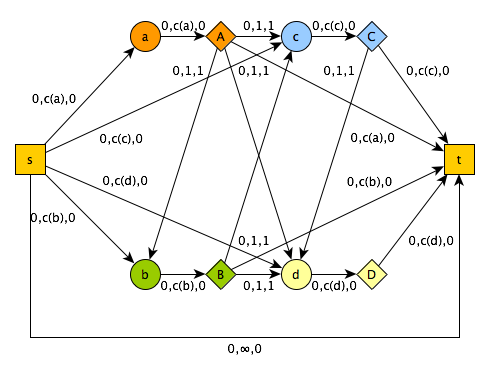 0,c(a),0 0,1,1 0,c(c),0
a A c C
0,1,1 0,1,1 0,1,1 0,c(c),0
0,c(a),0
0,c(c),0 0,c(a),0
s t
0,c(d),0 0,c(b),0
0,c(b),0
0,1,1 0,c(d),0
b B d D
0,c(b),0 0,1,1 0,c(d),0
0,∞,0